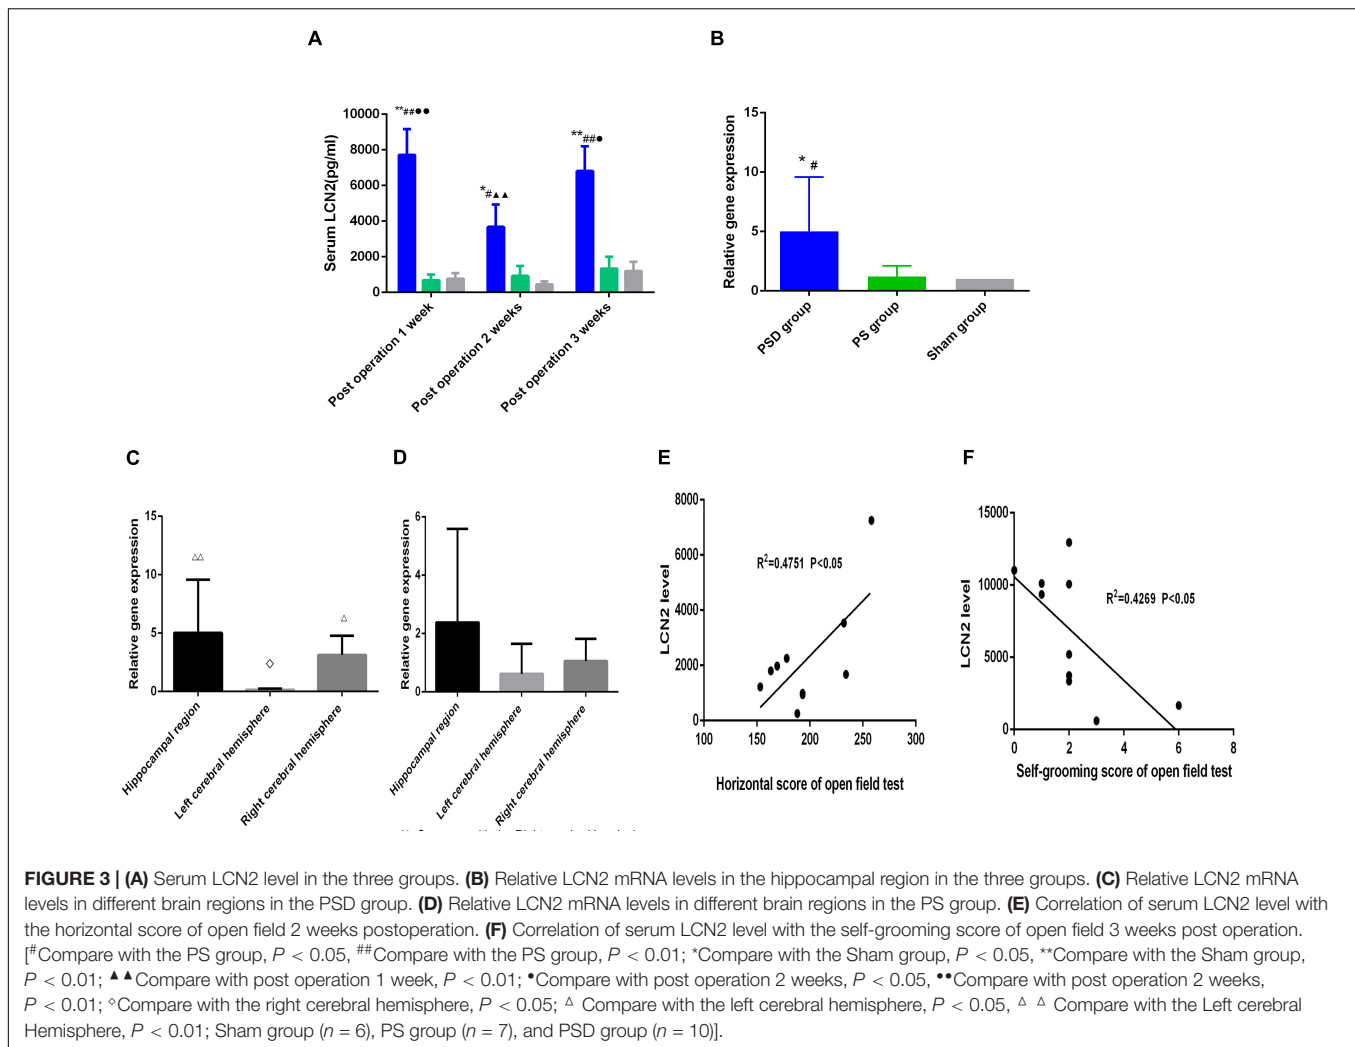 A
B
**##●●
*#▲▲
**##●
10000
8000
6000
4000
2000
0
Serum LCN2(pg/ml)
Post operation 1 week
Post operation 2 weeks
Post operation 3 weeks
15
10
5
0
Relative gene expression
* #
PSD group
PS group
Sham group
C
D
E
F
15
10
5
0
Relative gene expression
△△
◇
△
Hippocampal region
Left cerebral hemisphere
Right cerebral hemisphere
6
4
2
0
Relative gene expression
Hippocampal region
Left cerebral hemisphere
Right cerebral hemisphere
8000
6000
4000
2000
0
LCN2 level
R²=0.4751 P<0.05
100
150
200
250
300
Horizontal score of open field test
15000
10000
5000
0
LCN2 level
R²=0.4269 P<0.05
0
2
4
6
8
Self-grooming score of open field test
FIGURE 3 | (A) Serum LCN2 level in the three groups. (B) Relative LCN2 mRNA levels in the hippocampal region in the three groups. (C) Relative LCN2 mRNA
levels in different brain regions in the PSD group. (D) Relative LCN2 mRNA levels in different brain regions in the PS group. (E) Correlation of serum LCN2 level with
the horizontal score of open field 2 weeks postoperation. (F) Correlation of serum LCN2 level with the self-grooming score of open field 3 weeks post operation.
[#Compare with the PS group, P < 0.05, ##Compare with the PS group, P < 0.01; *Compare with the Sham group, P < 0.05, **Compare with the Sham group,
P < 0.01; ▲▲Compare with post operation 1 week, P < 0.01; •Compare with post operation 2 weeks, P < 0.05, ••Compare with post operation 2 weeks,
P < 0.01; ◇Compare with the right cerebral hemisphere, P < 0.05; △ Compare with the left cerebral hemisphere, P < 0.05, △ △ Compare with the Left cerebral
Hemisphere, P < 0.01; Sham group (n = 6), PS group (n = 7), and PSD group (n = 10)].